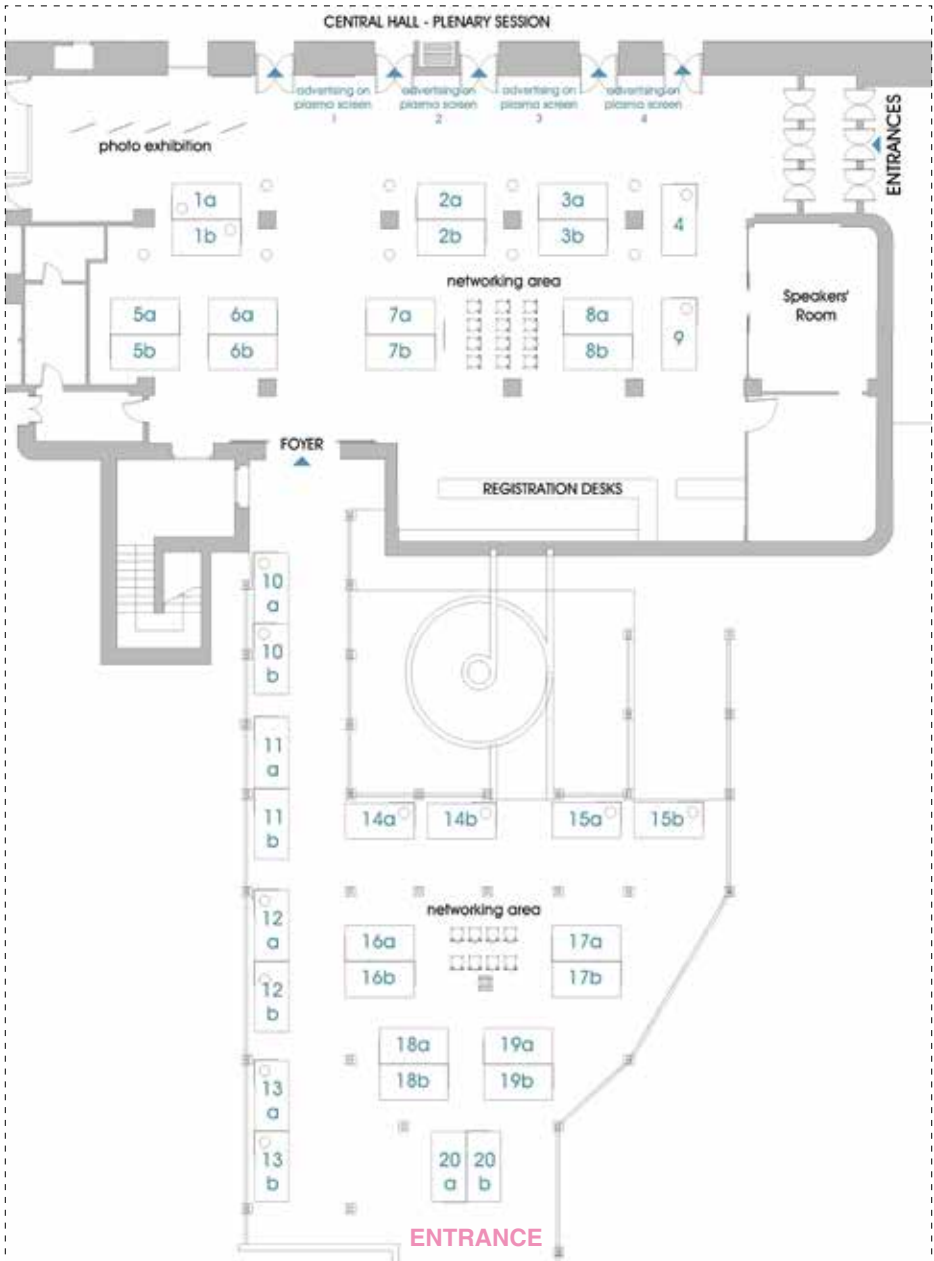 CENTRAL HALL - PLENARY SESSION
advertising on
plasma screen
1
advertising on
plasma screen
2
advertising on
plasma screen
3
advertising on
plasma screen
4
ENTRANCES
photo exhibition
1a
1b
2a
2b
3a
3b
4
networking area
Speakers'
Room
5a
5b
6a
6b
7a
7b
8a
8b
9
FOYER
REGISTRATION DESKS
10
a
10
b
11
a
11
b
14a
14b
15a
15b
networking area
12
a
12
b
16a
16b
17a
17b
18a
18b
19a
19b
13
a
13
b
20
a
20
b
ENTRANCE